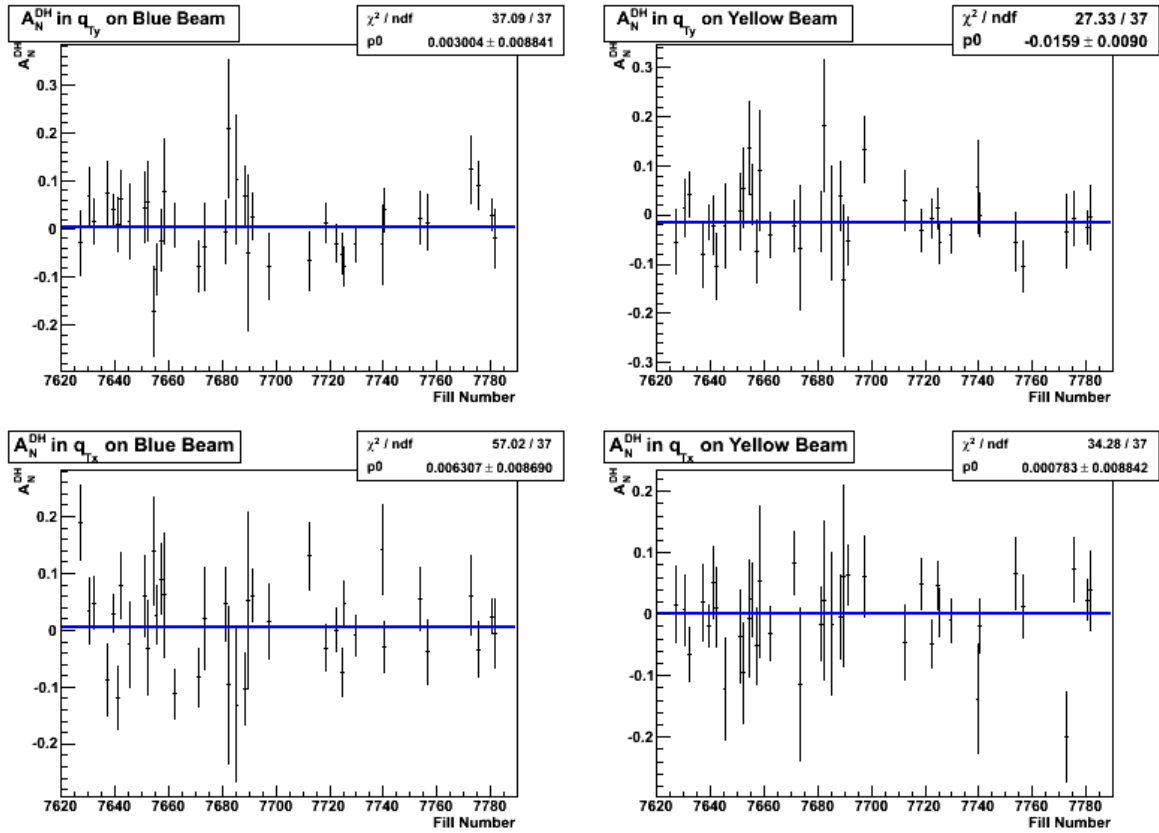 A_N^DH in q_Ty on Blue Beam
χ² / ndf 37.09 / 37
p0 0.003004 ± 0.008841
A_N^DH
0.3
0.2
0.1
0
-0.1
-0.2
7620 7640 7660 7680 7700 7720 7740 7760 7780
Fill Number
A_N^DH in q_Ty on Yellow Beam
χ² / ndf 27.33 / 37
p0 -0.0159 ± 0.0090
A_N^DH
0.3
0.2
0.1
0
-0.1
-0.2
-0.3
7620 7640 7660 7680 7700 7720 7740 7760 7780
Fill Number
A_N^DH in q_Tx on Blue Beam
χ² / ndf 57.02 / 37
p0 0.006307 ± 0.008690
A_N^DH
0.2
0.1
0
-0.1
-0.2
7620 7640 7660 7680 7700 7720 7740 7760 7780
Fill Number
A_N^DH in q_Tx on Yellow Beam
χ² / ndf 34.28 / 37
p0 0.000783 ± 0.008842
A_N^DH
0.2
0.1
0
-0.1
-0.2
7620 7640 7660 7680 7700 7720 7740 7760 7780
Fill Number